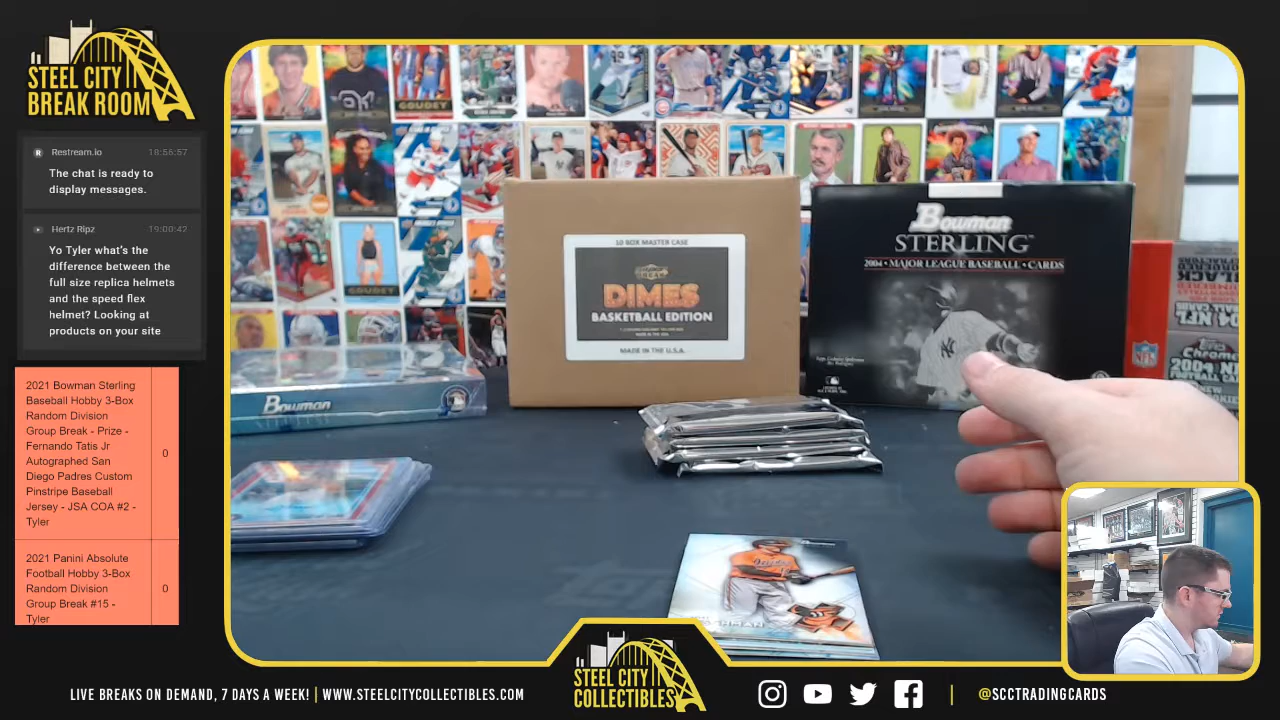 STEEL CITY
BREAK ROOM
Restream.io 18:56:57
The chat is ready to
display messages.
Hertz Ripz 19:00:42
Yo Tyler what's the
difference between the
full size replica helmets
and the speed flex
helmet? Looking at
products on your site
2021 Bowman Sterling
Baseball Hobby 3-Box
Random Division
Group Break - Prize -
Fernando Tatis Jr
Autographed San
Diego Padres Custom
Pinstripe Baseball
Jersey - JSA COA #2 -
Tyler
0
2021 Panini Absolute
Football Hobby 3-Box
Random Division
Group Break #15 -
Tyler
0
GOUDEY
GOUDEY
10 BOX MASTER CASE
DIMES
BASKETBALL EDITION
MADE IN THE U.S.A.
Bowman
STERLING
2004 • MAJOR LEAGUE BASEBALL • CARDS
NFL
Chrome
Bowman
STEEL CITY
COLLECTIBLES
LIVE BREAKS ON DEMAND, 7 DAYS A WEEK! | WWW.STEELCITYCOLLECTIBLES.COM
| @SCCTRADINGCARDS